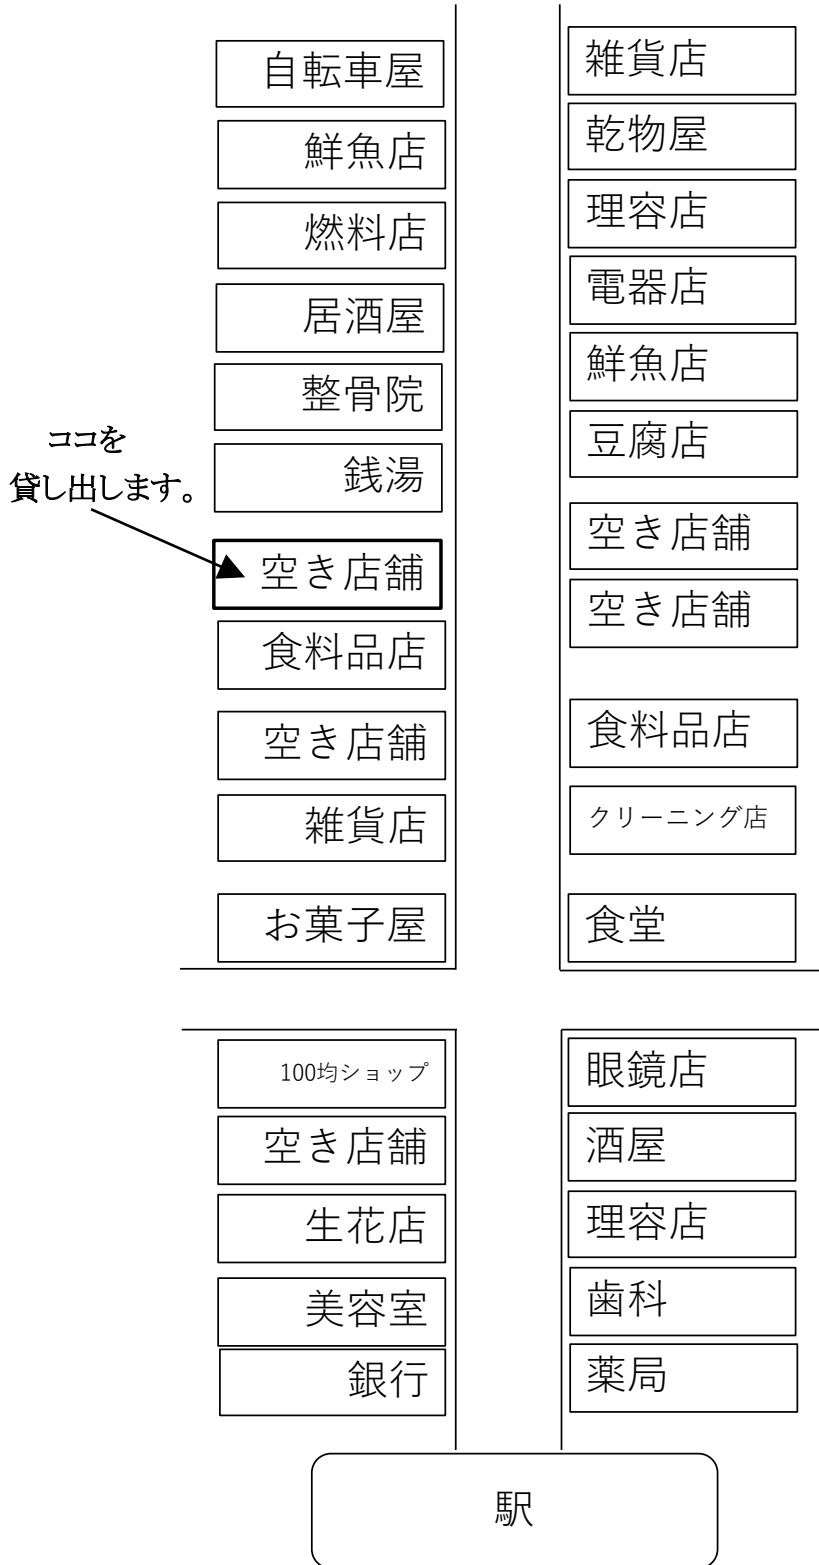 自転車屋
鮮魚店
燃料店
居酒屋
整骨院
銭湯
ココを
貸し出します。
空き店舗
食料品店
空き店舗
雑貨店
お菓子屋
雑貨店
乾物屋
理容店
電器店
鮮魚店
豆腐店
空き店舗
空き店舗
食料品店
クリーニング店
食堂
100均ショップ
空き店舗
生花店
美容室
銀行
眼鏡店
酒屋
理容店
歯科
薬局
駅